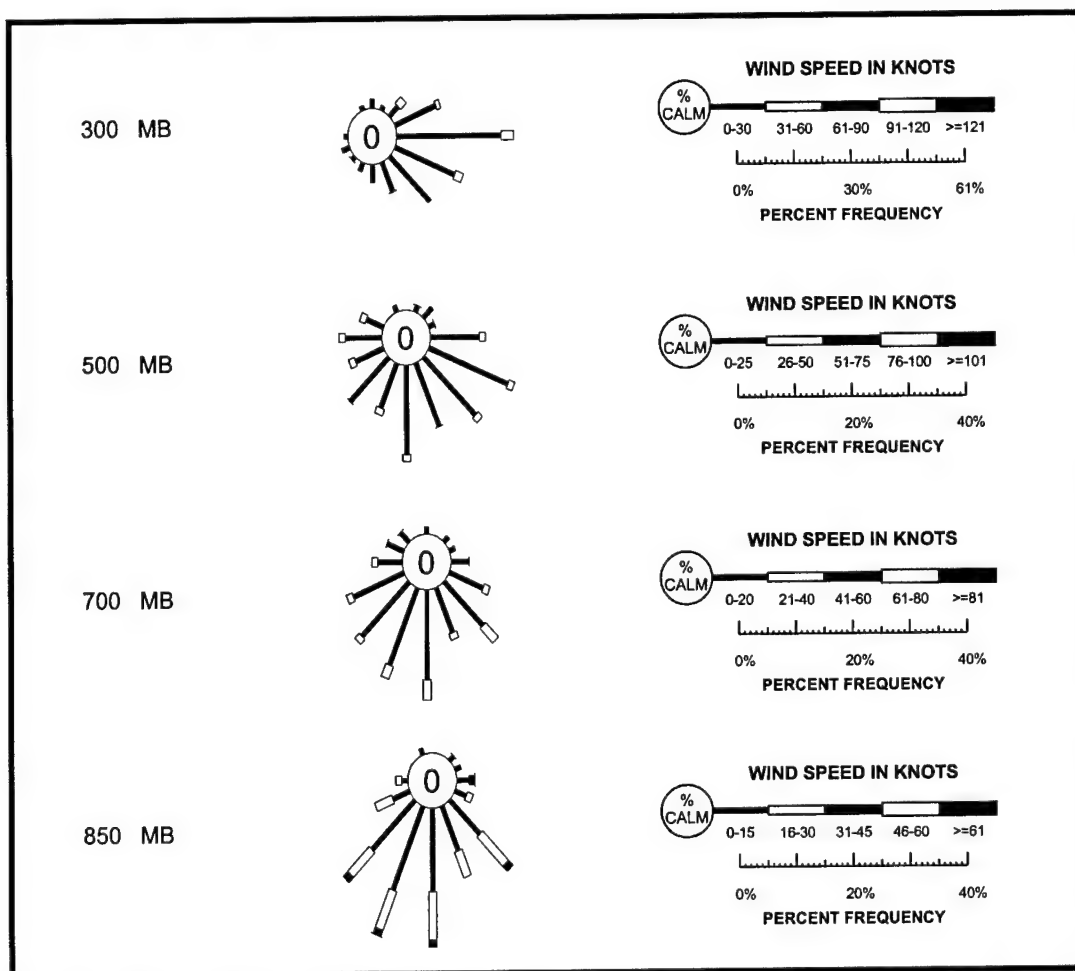 WIND SPEED IN KNOTS
300 MB
0
% CALM
0-30 31-60 61-90 91-120 >=121
0% 30% 61%
PERCENT FREQUENCY
WIND SPEED IN KNOTS
500 MB
0
% CALM
0-25 26-50 51-75 76-100 >=101
0% 20% 40%
PERCENT FREQUENCY
WIND SPEED IN KNOTS
700 MB
0
% CALM
0-20 21-40 41-60 61-80 >=81
0% 20% 40%
PERCENT FREQUENCY
WIND SPEED IN KNOTS
850 MB
0
% CALM
0-15 16-30 31-45 46-60 >=61
0% 20% 40%
PERCENT FREQUENCY